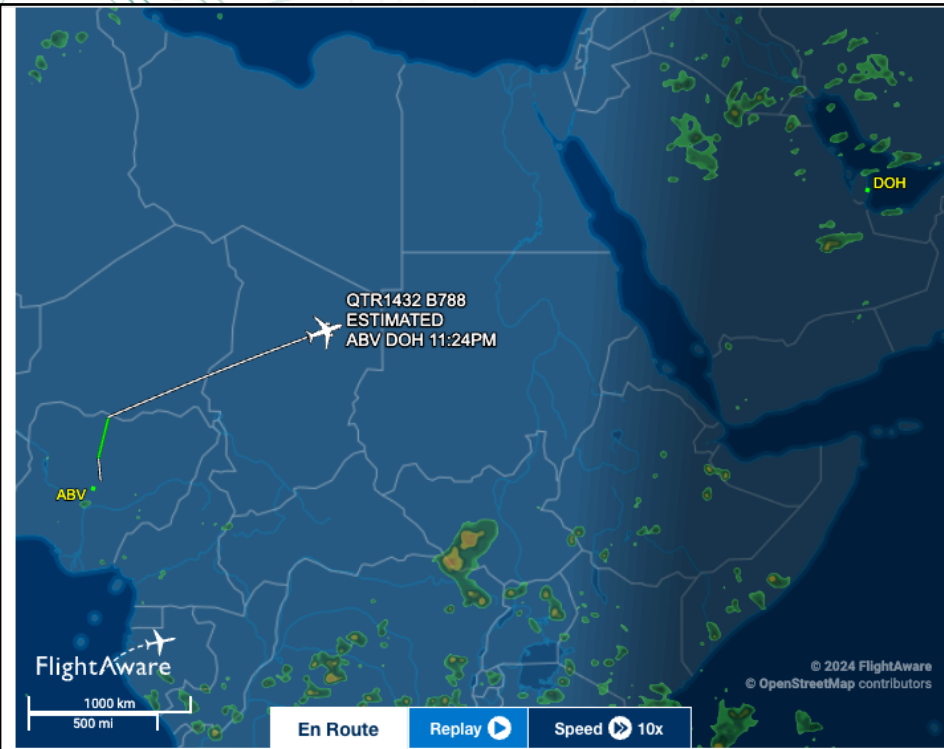 DOH
QTR1432 B788
ESTIMATED
ABV DOH 11:24PM
ABV
FlightAware
1000 km
500 mi
© 2024 FlightAware
© OpenStreetMap contributors
En Route
Replay
Speed 10x